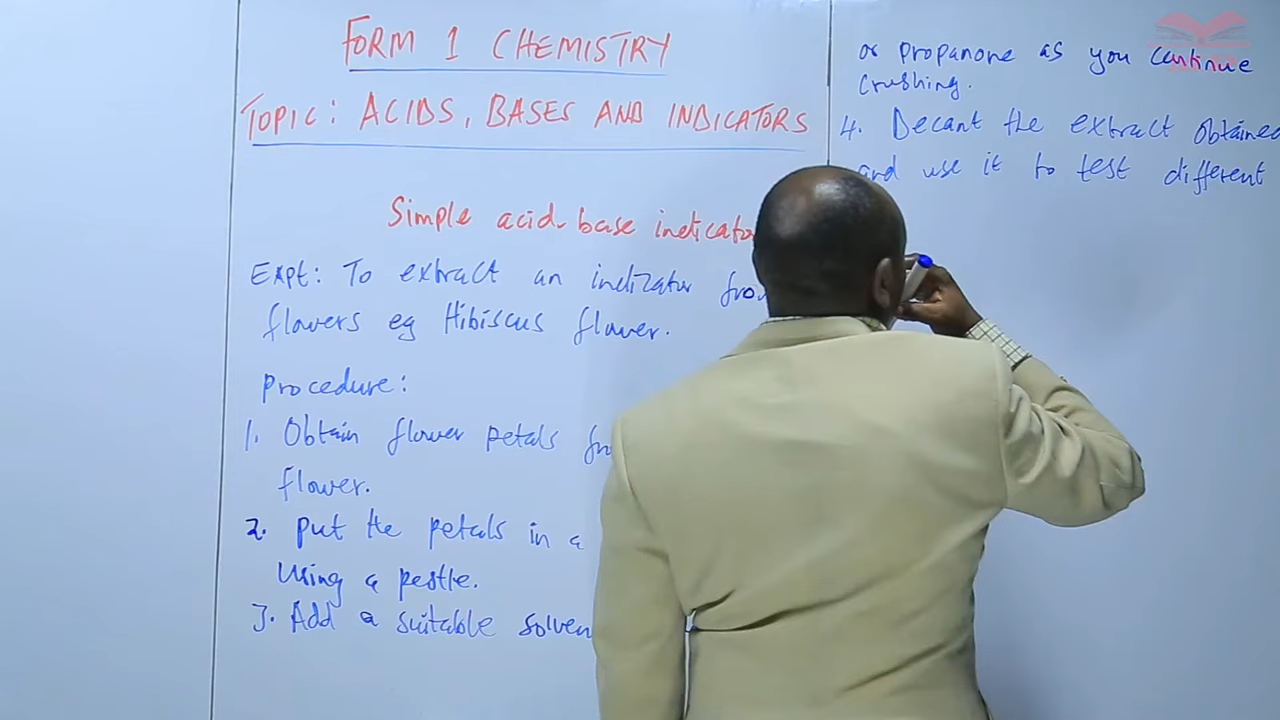 FORM 1 CHEMISTRY
TOPIC: ACIDS, BASES AND INDICATORS
Simple acid-base indicato
Expt: To extract an indicator fro
flowers eg Hibiscus flower.
Procedure:
1. Obtain flower petals fro
flower.
2. Put the petals in a
Using a pestle.
3. Add a suitable solven
or propanone as you continue
crushing.
4. Decant the extract obtained
and use it to test different